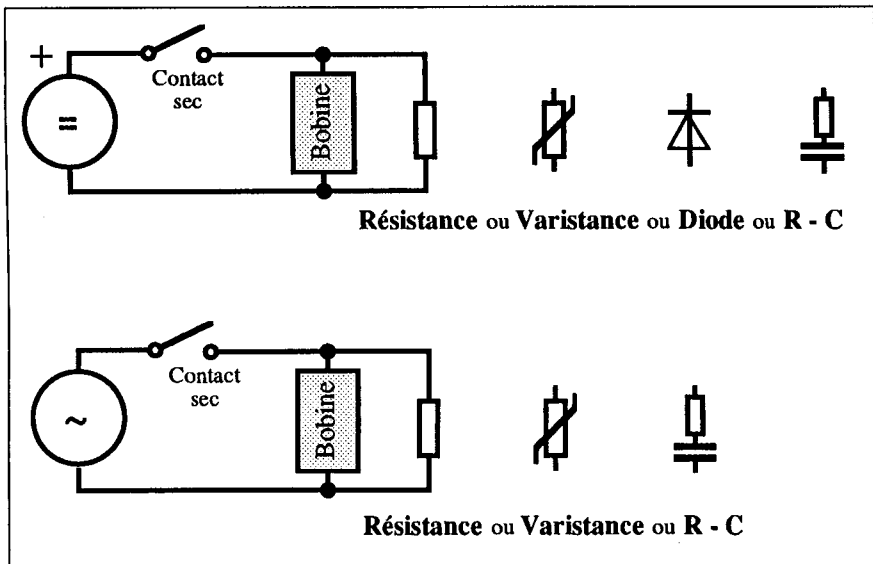 +
Contact
sec
=
Bobine
Résistance ou Varistance ou Diode ou R - C
Contact
sec
~
Bobine
Résistance ou Varistance ou R - C